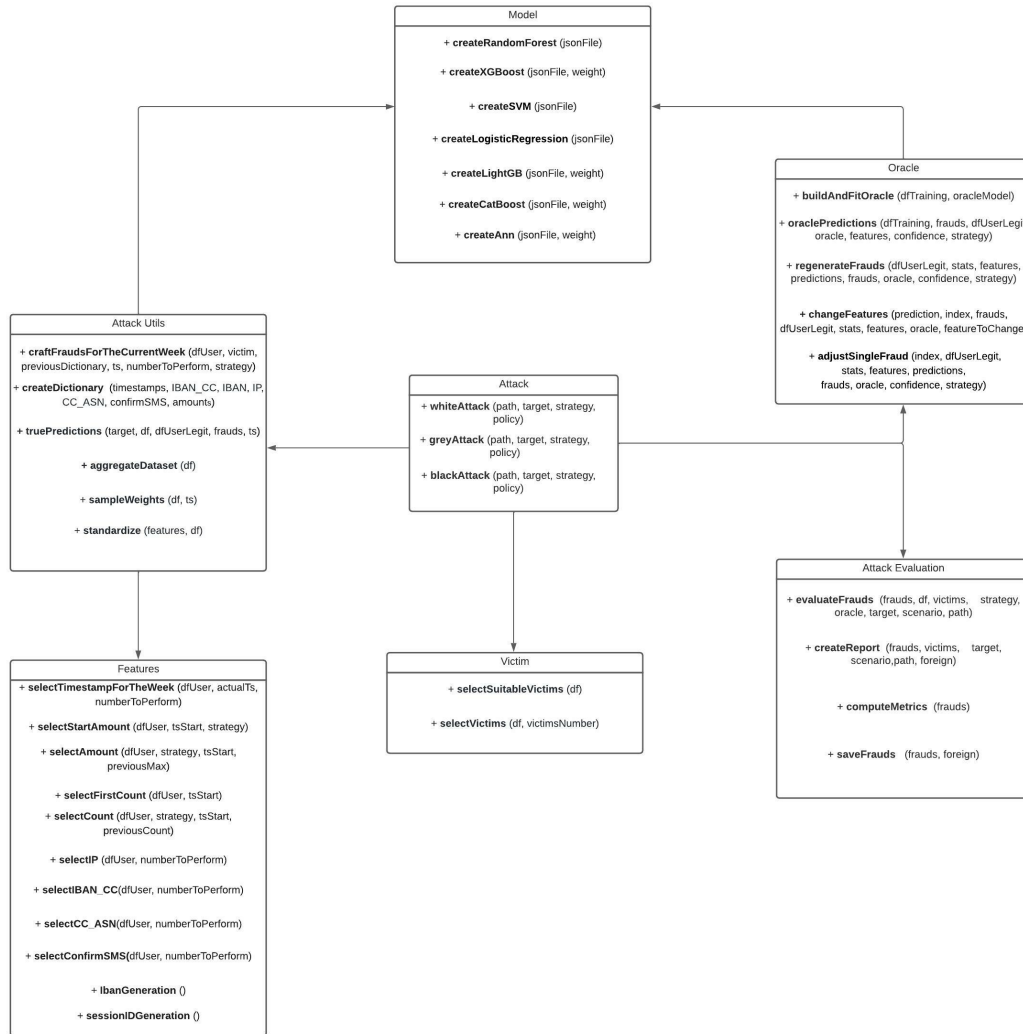 Model
+ createRandomForest (jsonFile)
+ createXGBoost (jsonFile, weight)
+ createSVM (jsonFile)
+ createLogisticRegression (jsonFile)
+ createLightGB (jsonFile, weight)
+ createCatBoost (jsonFile, weight)
+ createAnn (jsonFile, weight)
Oracle
+ buildAndFitOracle (dfTraining, oracleModel)
+ oraclePredictions (dfTraining, frauds, dfUserLegi
oracle, features, confidence, strategy)
+ regenerateFrauds (dfUserLegit, stats, features,
predictions, frauds, oracle, confidence, strategy)
+ changeFeatures (prediction, index, frauds,
dfUserLegit, stats, features, oracle, featureToChange
+ adjustSingleFraud (index, dfUserLegit,
stats, features, predictions,
frauds, oracle, confidence, strategy)
Attack Utils
+ craftFraudsForTheCurrentWeek (dfUser, victim,
previousDictionary, ts, numberToPerform, strategy)
+ createDictionary (timestamps, IBAN_CC, IBAN, IP,
CC_ASN, confirmSMS, amounts)
+ truePredictions (target, df, dfUserLegit, frauds, ts)
+ aggregateDataset (df)
+ sampleWeights (df, ts)
+ standardize (features, df)
Attack
+ whiteAttack (path, target, strategy,
policy)
+ greyAttack (path, target, strategy,
policy)
+ blackAttack (path, target, strategy,
policy)
Attack Evaluation
+ evaluateFrauds (frauds, df, victims, strategy,
oracle, target, scenario, path)
+ createReport (frauds, victims, target,
scenario,path, foreign)
+ computeMetrics (frauds)
+ saveFrauds (frauds, foreign)
Victim
+ selectSuitableVictims (df)
+ selectVictims (df, victimsNumber)
Features
+ selectTimestampForTheWeek (dfUser, actualTs,
numberToPerform)
+ selectStartAmount (dfUser, tsStart, strategy)
+ selectAmount (dfUser, strategy, tsStart,
previousMax)
+ selectFirstCount (dfUser, tsStart)
+ selectCount (dfUser, strategy, tsStart,
previousCount)
+ selectIP (dfUser, numberToPerform)
+ selectIBAN_CC(dfUser, numberToPerform)
+ selectCC_ASN(dfUser, numberToPerform)
+ selectConfirmSMS(dfUser, numberToPerform)
+ IbanGeneration ()
+ sessionIDGeneration ()